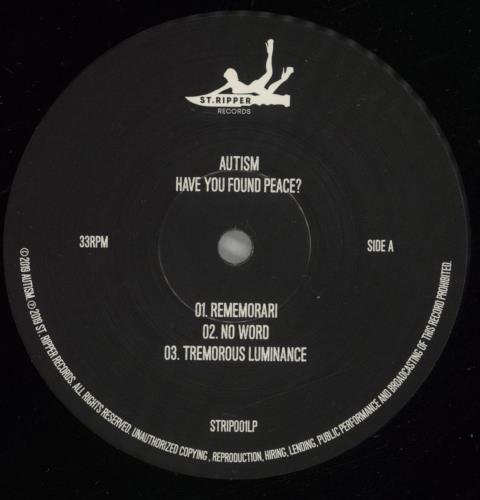 ST.RIPPER
RECORDS
AUTISM
HAVE YOU FOUND PEACE?
33RPM
SIDE A
01. REMEMORARI
02. NO WORD
03. TREMOROUS LUMINANCE
STRIP001LP
© 2019 AUTISM. ℗ 2019 ST. RIPPER RECORDS. ALL RIGHTS RESERVED. UNAUTHORIZED COPYING , REPRODUCTION, HIRING, LENDING, PUBLIC PERFORMANCE AND BROADCASTING OF THIS RECORD PROHIBITED.